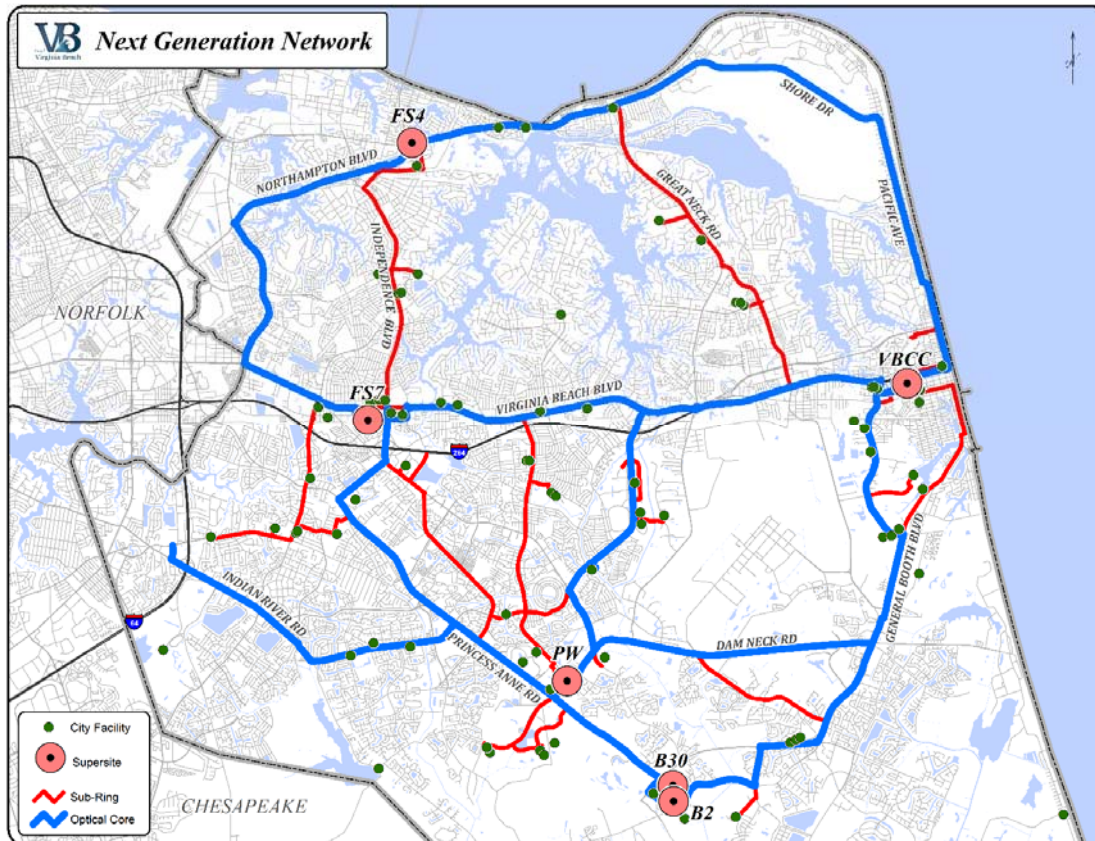 VB
Virginia Beach
Next Generation Network
FS4
SHORE DR
NORTHAMPTON BLVD
PACIFIC AVE
GREAT NECK RD
INDEPENDENCE BLVD
NORFOLK
VBCC
FS7
VIRGINIA BEACH BLVD
264
GENERAL BOOTH BLVD
INDIAN RIVER RD
64
DAM NECK RD
PRINCESS ANNE RD
PW
B30
B2
City Facility
Supersite
Sub-Ring
Optical Core
CHESAPEAKE